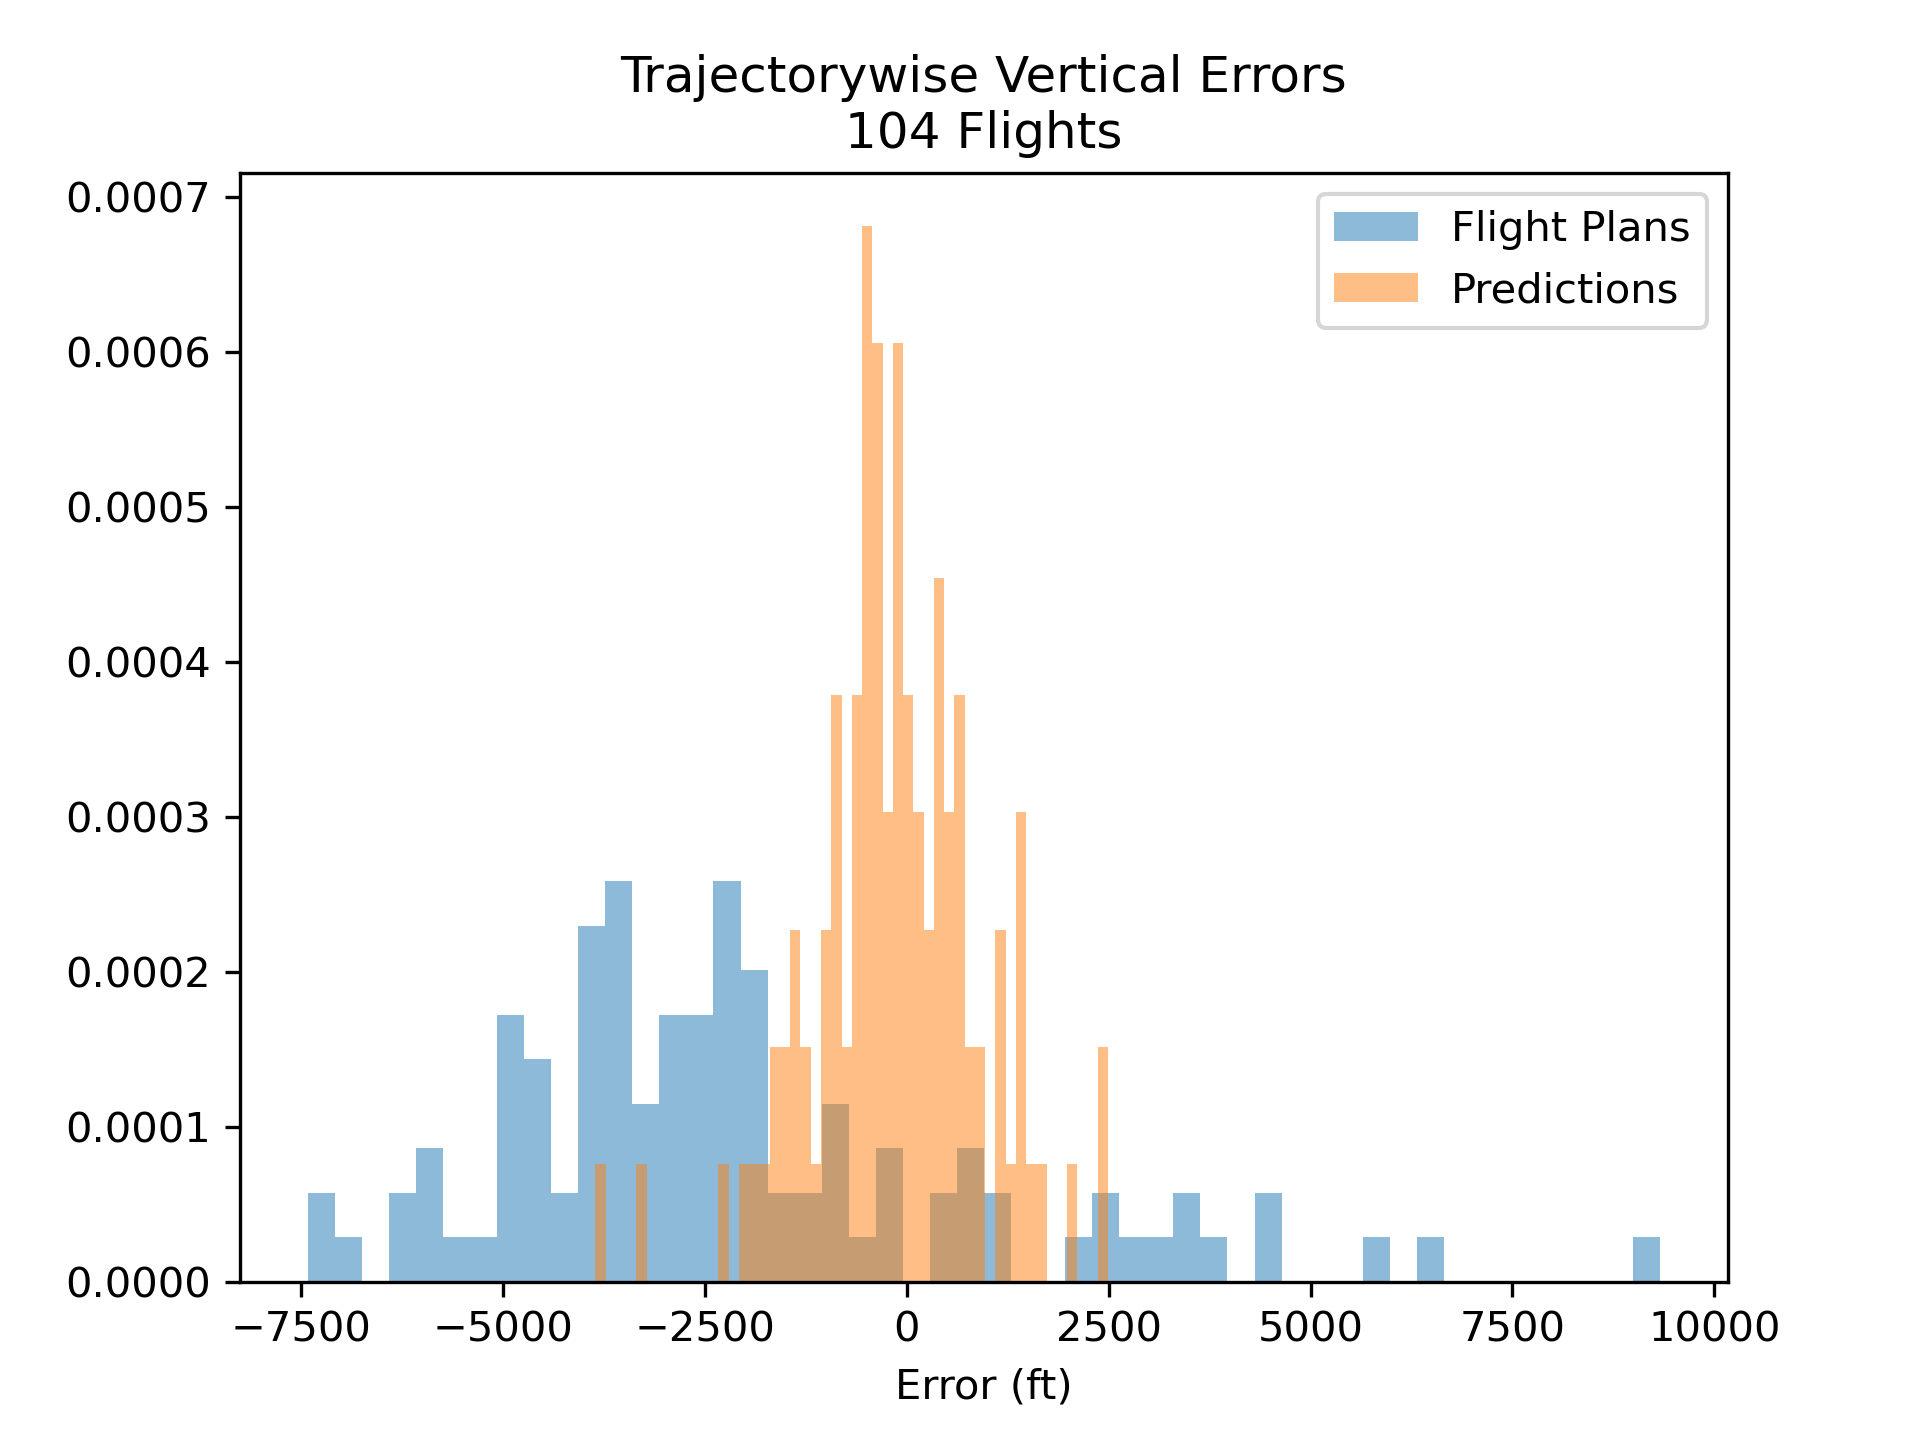 Trajectorywise Vertical Errors
104 Flights
Flight Plans
Predictions
0.0007
0.0006
0.0005
0.0004
0.0003
0.0002
0.0001
0.0000
−7500 −5000 −2500 0 2500 5000 7500 10000
Error (ft)